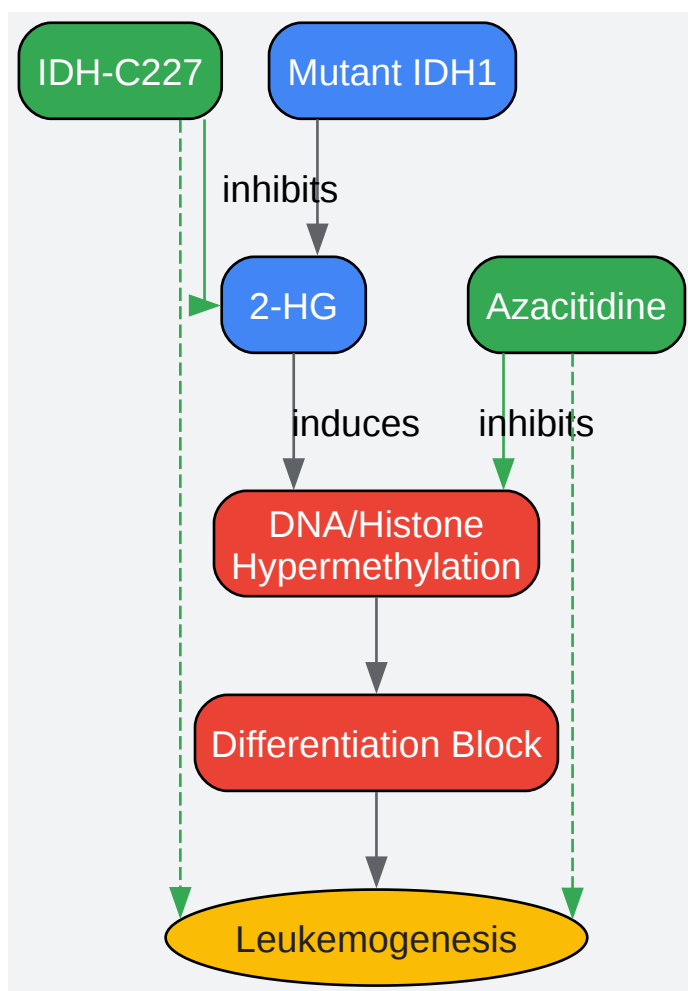 IDH-C227
Mutant IDH1
inhibits
2-HG
Azacitidine
induces
inhibits
DNA/Histone
Hypermethylation
Differentiation Block
Leukemogenesis